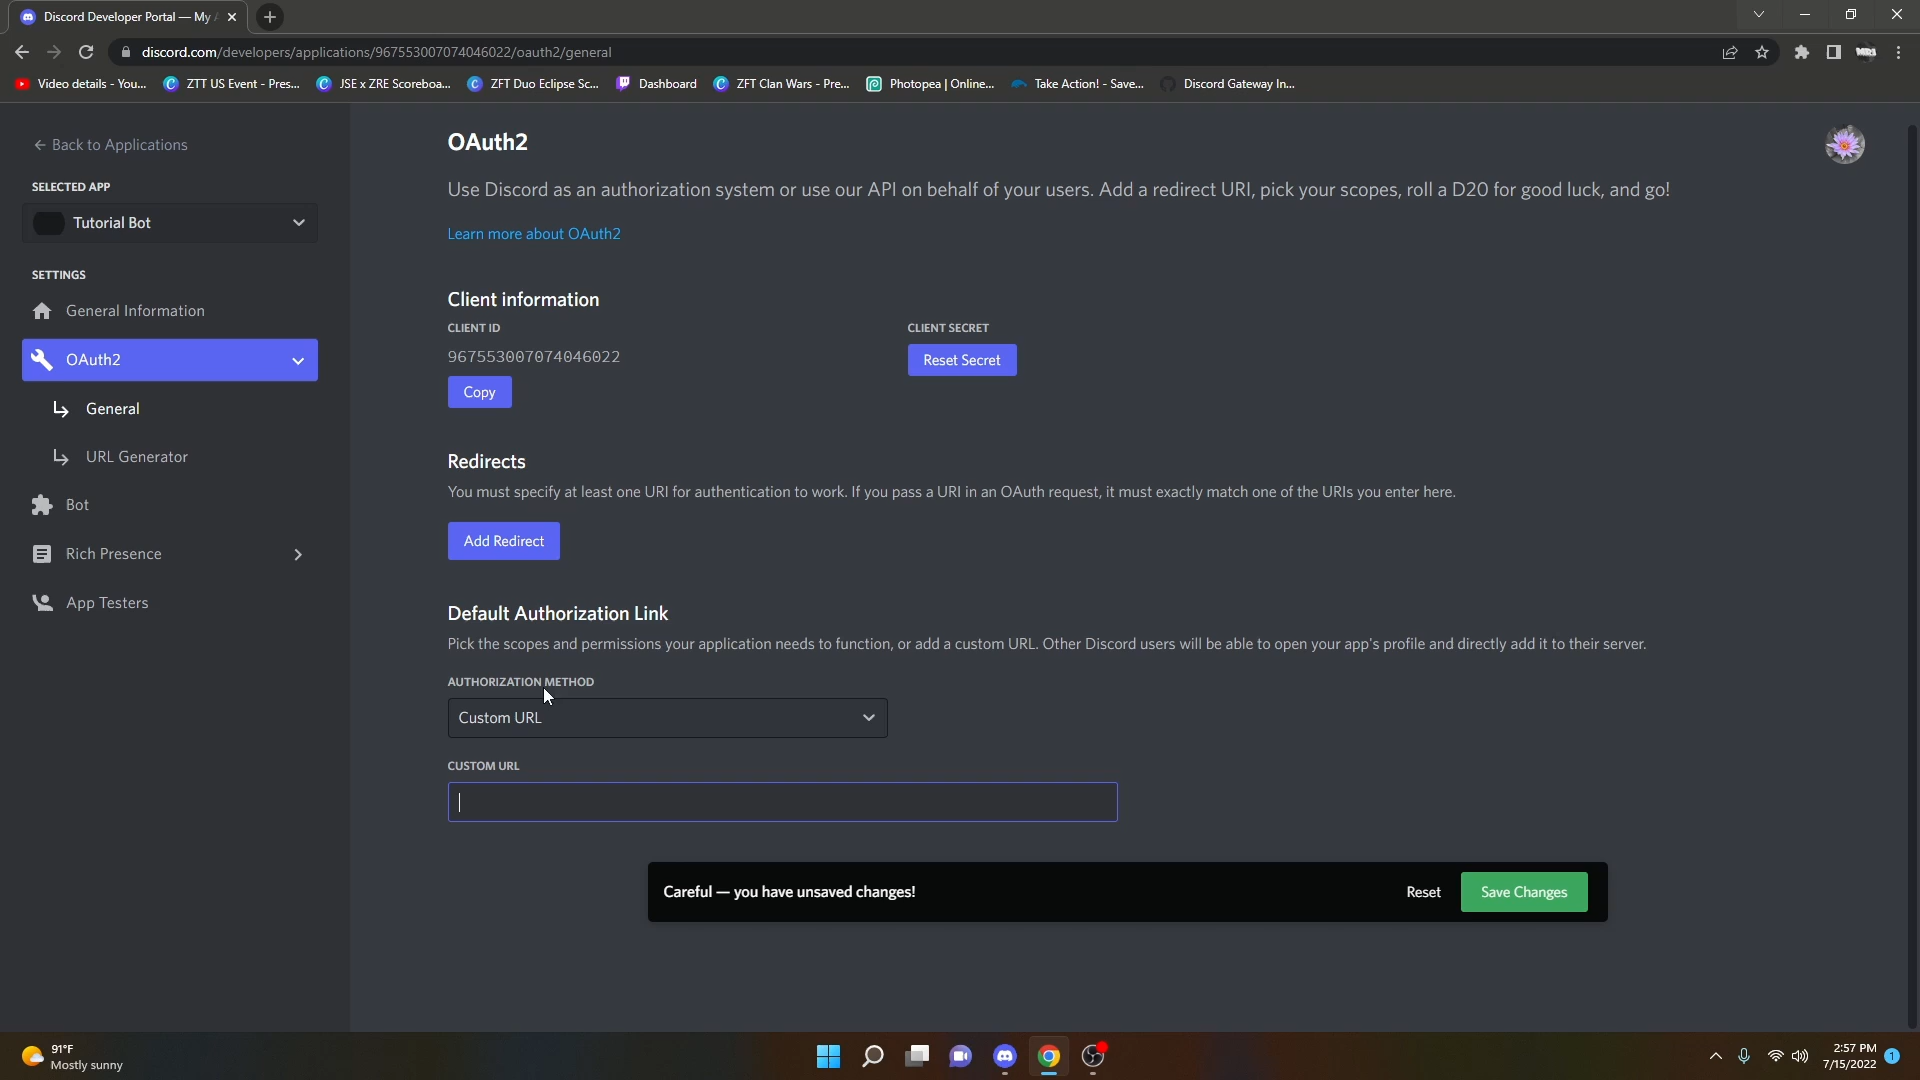 Discord Developer Portal — My A
discord.com/developers/applications/967553007074046022/oauth2/general
Video details - You... ZTT US Event - Pres... JSE x ZRE Scoreboa... ZFT Duo Eclipse Sc... Dashboard ZFT Clan Wars - Pre... Photopea | Online... Take Action! - Save... Discord Gateway In...
← Back to Applications
SELECTED APP
Tutorial Bot
SETTINGS
General Information
OAuth2
General
URL Generator
Bot
Rich Presence
App Testers
OAuth2
Use Discord as an authorization system or use our API on behalf of your users. Add a redirect URI, pick your scopes, roll a D20 for good luck, and go!
Learn more about OAuth2
Client information
CLIENT ID
967553007074046022
Copy
CLIENT SECRET
Reset Secret
Redirects
You must specify at least one URI for authentication to work. If you pass a URI in an OAuth request, it must exactly match one of the URIs you enter here.
Add Redirect
Default Authorization Link
Pick the scopes and permissions your application needs to function, or add a custom URL. Other Discord users will be able to open your app's profile and directly add it to their server.
AUTHORIZATION METHOD
Custom URL
CUSTOM URL
Careful — you have unsaved changes!
Reset
Save Changes
91°F
Mostly sunny
2:57 PM
7/15/2022
1